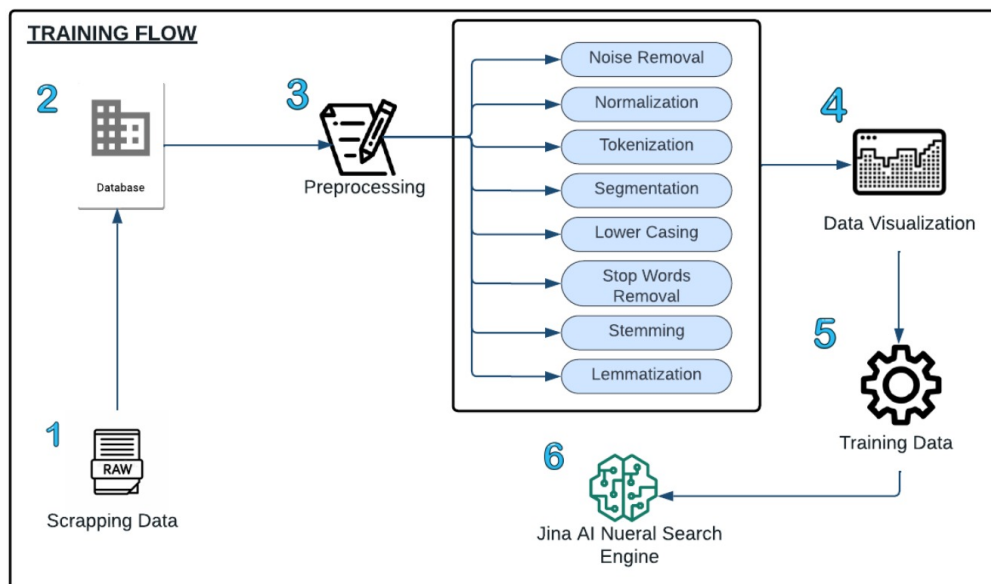 TRAINING FLOW
2
Database
3
Preprocessing
Noise Removal
Normalization
Tokenization
Segmentation
Lower Casing
Stop Words
Removal
Stemming
Lemmatization
4
Data Visualization
5
Training Data
1
RAW
Scrapping Data
6
Jina AI Nueral Search
Engine